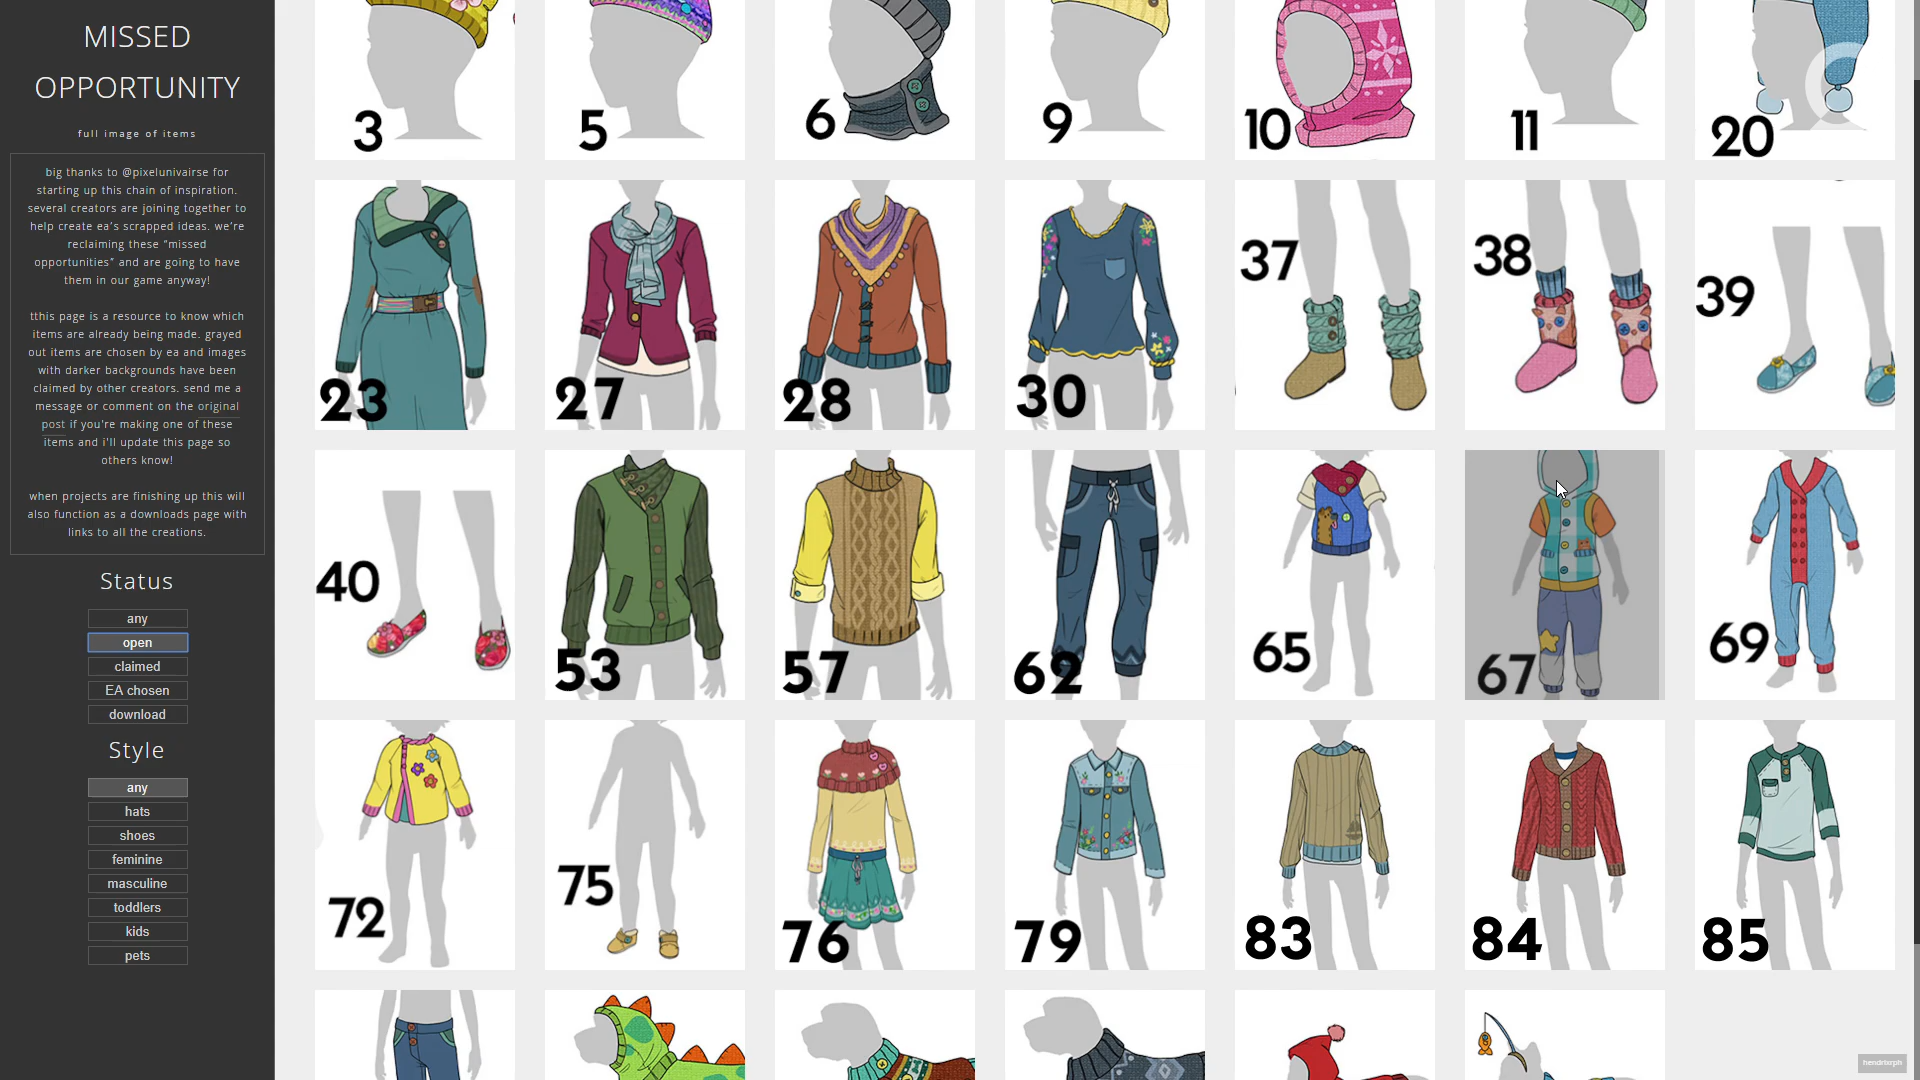 MISSED
OPPORTUNITY
full image of items
big thanks to @pixelunivairse for
starting up this chain of inspiration.
several creators are joining together to
help create ea's scrapped ideas. we're
reclaiming these "missed
opportunities" and are going to have
them in our game anyway!
tthis page is a resource to know which
items are already being made. grayed
out items are chosen by ea and images
with darker backgrounds have been
claimed by other creators. send me a
message or comment on the original
post if you're making one of these
items and i'll update this page so
others know!
when projects are finishing up this will
also function as a downloads page with
links to all the creations.
Status
any
open
claimed
EA chosen
download
Style
any
hats
shoes
feminine
masculine
toddlers
kids
pets
3
5
6
9
10
11
20
23
27
28
30
37
38
39
40
53
57
62
65
67
69
72
75
76
79
83
84
85